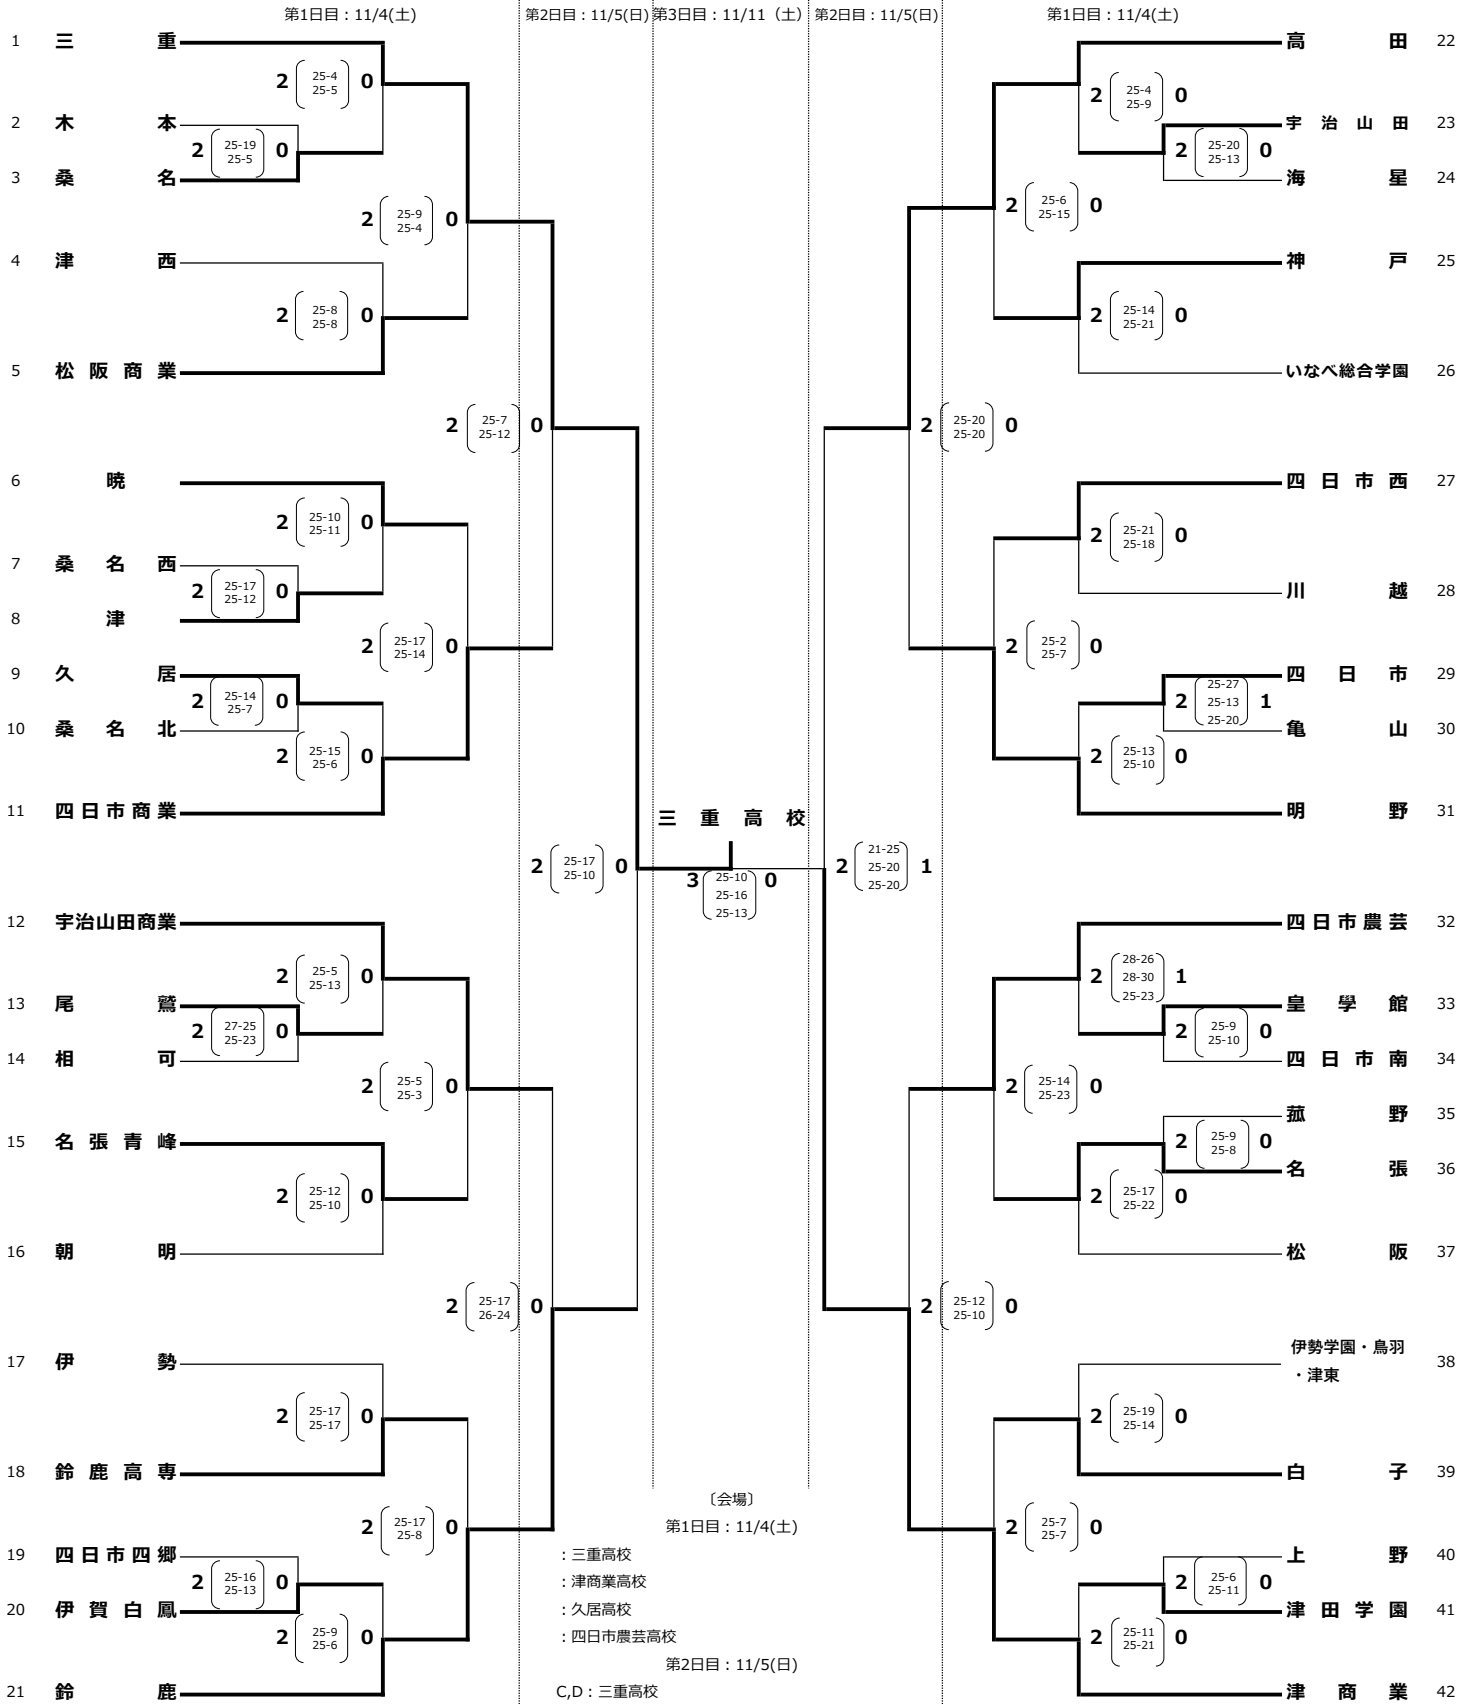 第1日目：11/4(土)
第2日目：11/5(日)
第3日目：11/11（土）
第2日目：11/5(日)
第1日目：11/4(土)
1 三重
2 25-4 25-5 0
2 木本
2 25-19 25-5 0
3 桑名
2 25-9 25-4 0
4 津西
2 25-8 25-8 0
5 松阪商業
2 25-7 25-12 0
6 暁
2 25-10 25-11 0
7 桑名西
2 25-17 25-12 0
8 津
2 25-17 25-14 0
9 久居
2 25-14 25-7 0
10 桑名北
2 25-15 25-6 0
11 四日市商業
2 25-17 25-10 0
12 宇治山田商業
2 25-5 25-13 0
13 尾鷲
2 27-25 25-23 0
14 相可
2 25-5 25-3 0
15 名張青峰
2 25-12 25-10 0
16 朝明
2 25-17 26-24 0
17 伊勢
2 25-17 25-17 0
18 鈴鹿高専
2 25-17 25-8 0
19 四日市四郷
2 25-16 25-13 0
20 伊賀白鳳
2 25-9 25-6 0
21 鈴鹿
三重高校
3 25-10 25-16 25-13 0
高田 22
2 25-4 25-9 0
宇治山田 23
2 25-20 25-13 0
海星 24
2 25-6 25-15 0
神戸 25
2 25-14 25-21 0
いなべ総合学園 26
2 25-20 25-20 0
四日市西 27
2 25-21 25-18 0
川越 28
2 25-2 25-7 0
四日市 29
2 25-27 25-13 25-20 1
亀山 30
2 25-13 25-10 0
明野 31
2 21-25 25-20 25-20 1
四日市農芸 32
2 28-26 28-30 25-23 1
皇學館 33
2 25-9 25-10 0
四日市南 34
2 25-14 25-23 0
菰野 35
2 25-9 25-8 0
名張 36
2 25-17 25-22 0
松阪 37
2 25-12 25-10 0
伊勢学園・鳥羽
・津東 38
2 25-19 25-14 0
白子 39
2 25-7 25-7 0
上野 40
2 25-6 25-11 0
津田学園 41
2 25-11 25-21 0
津商業 42
〔会場〕
第1日目：11/4(土)
：三重高校
：津商業高校
：久居高校
：四日市農芸高校
第2日目：11/5(日)
C,D：三重高校